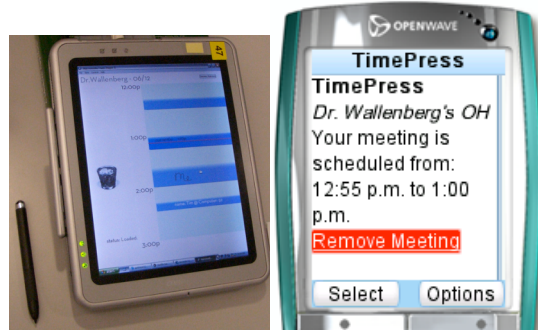 47
Dr. Wallenberg - 06/12
12:00p
1:00p
2:00p
3:00p
OPENWAVE
TimePress
TimePress
Dr. Wallenberg's OH
Your meeting is
scheduled from:
12:55 p.m. to 1:00
p.m.
Remove Meeting
Select
Options